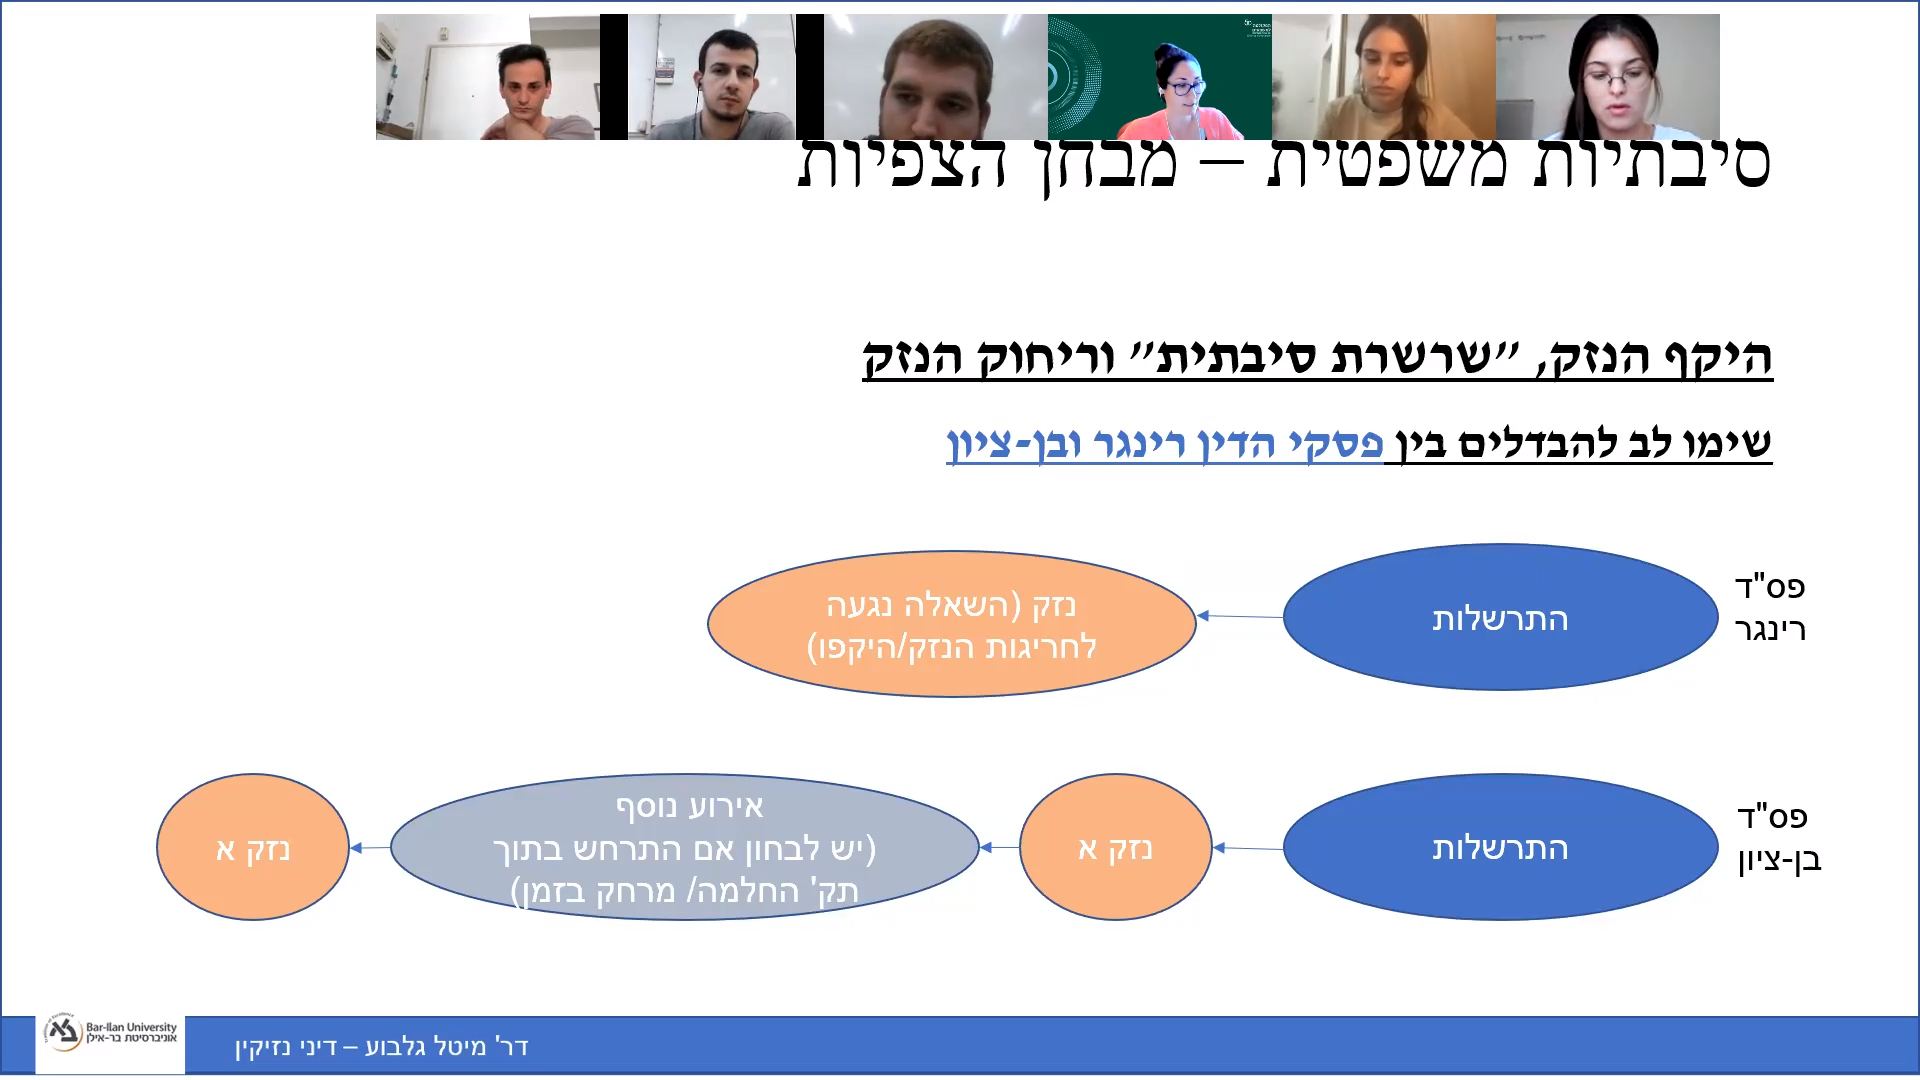 סיבתיות משפטית – מבחן הצפיות
היקף הנזק, "שרשרת סיבתית" וריחוק הנזק
שימו לב להבדלים בין פסקי הדין רינגר ובן-ציון
פס"ד
רינגר
התרשלות
נזק (השאלה נגעה
לחריגות הנזק/היקפו)
פס"ד
בן-ציון
התרשלות
נזק א
אירוע נוסף
(יש לבחון אם התרחש בתוך
תק' החלמה/ מרחק בזמן)
נזק א
דר' מיטל גלבוע – דיני נזיקין
Bar-Ilan University
אוניברסיטת בר-אילן